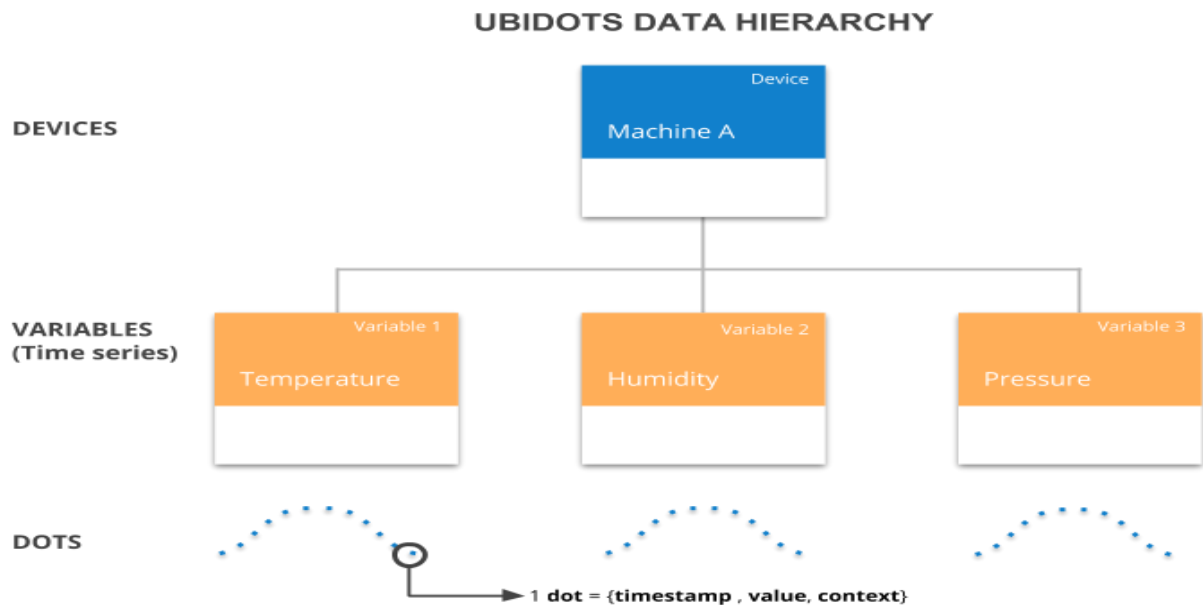 UBIDOTS DATA HIERARCHY
Device
DEVICES
Machine A
VARIABLES
(Time series)
Variable 1
Temperature
Variable 2
Humidity
Variable 3
Pressure
DOTS
1 dot = {timestamp , value, context}